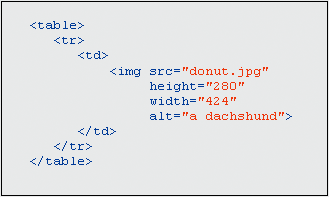 <table>
<tr>
<td>
<img src="donut.jpg"
height="280"
width="424"
alt="a dachshund">
</td>
</tr>
</table>